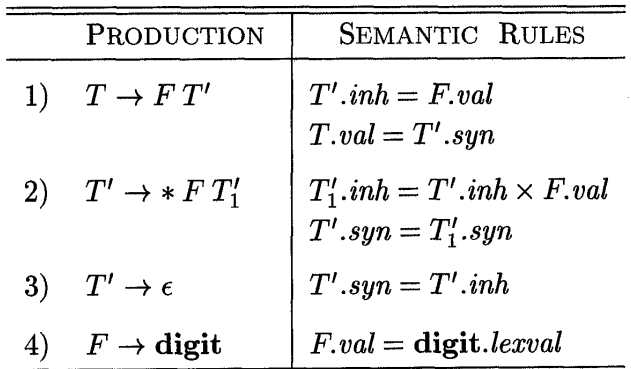 PRODUCTION SEMANTIC RULES
1) T → F T′ T′.inh = F.val
T.val = T′.syn
2) T′ → * F T′₁ T′₁.inh = T′.inh × F.val
T′.syn = T′₁.syn
3) T′ → ϵ T′.syn = T′.inh
4) F → digit F.val = digit.lexval